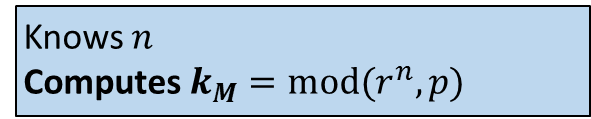 Knows n
Computes k_M = mod(r^n, p)